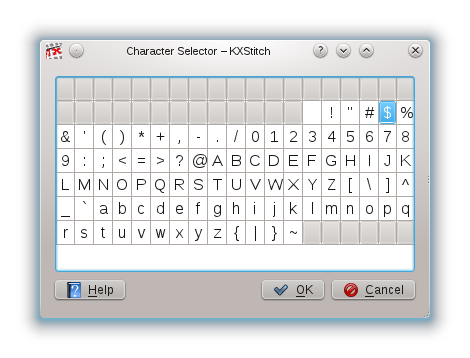 Character Selector – KXStitch
! " # $ %
& ' ( ) * + , - . / 0 1 2 3 4 5 6 7 8
9 : ; < = > ? @ A B C D E F G H I J K
L M N O P Q R S T U V W X Y Z [ \ ] ^
_ ` a b c d e f g h i j k l m n o p q
r s t u v w x y z { | } ~
Help OK Cancel